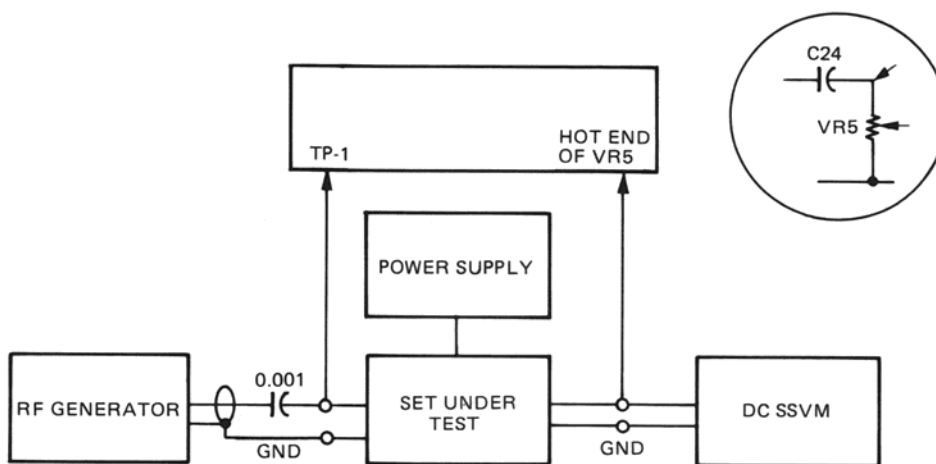 C24
VR5
TP-1
HOT END
OF VR5
POWER SUPPLY
RF GENERATOR
0.001
GND
SET UNDER
TEST
GND
DC SSVM